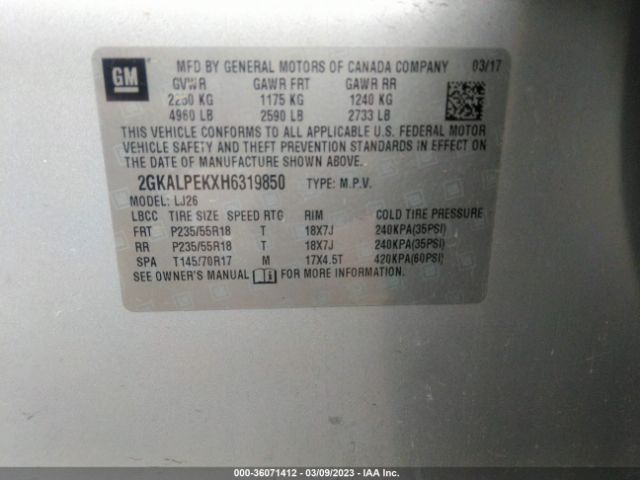 GM
MFD BY GENERAL MOTORS OF CANADA COMPANY 03/17
GVWR GAWR FRT GAWR RR
2250 KG 1175 KG 1240 KG
4960 LB 2590 LB 2733 LB
THIS VEHICLE CONFORMS TO ALL APPLICABLE U.S. FEDERAL MOTOR
VEHICLE SAFETY AND THEFT PREVENTION STANDARDS IN EFFECT ON
THE DATE OF MANUFACTURE SHOWN ABOVE.
2GKALPEKXH6319850 TYPE: M.P.V.
MODEL: LJ26
LBCC TIRE SIZE SPEED RTG RIM COLD TIRE PRESSURE
FRT P235/55R18 T 18X7J 240KPA(35PSI)
RR P235/55R18 T 18X7J 240KPA(35PSI)
SPA T145/70R17 M 17X4.5T 420KPA(60PSI)
SEE OWNER'S MANUAL FOR MORE INFORMATION.
000-36071412 - 03/09/2023 - IAA Inc.